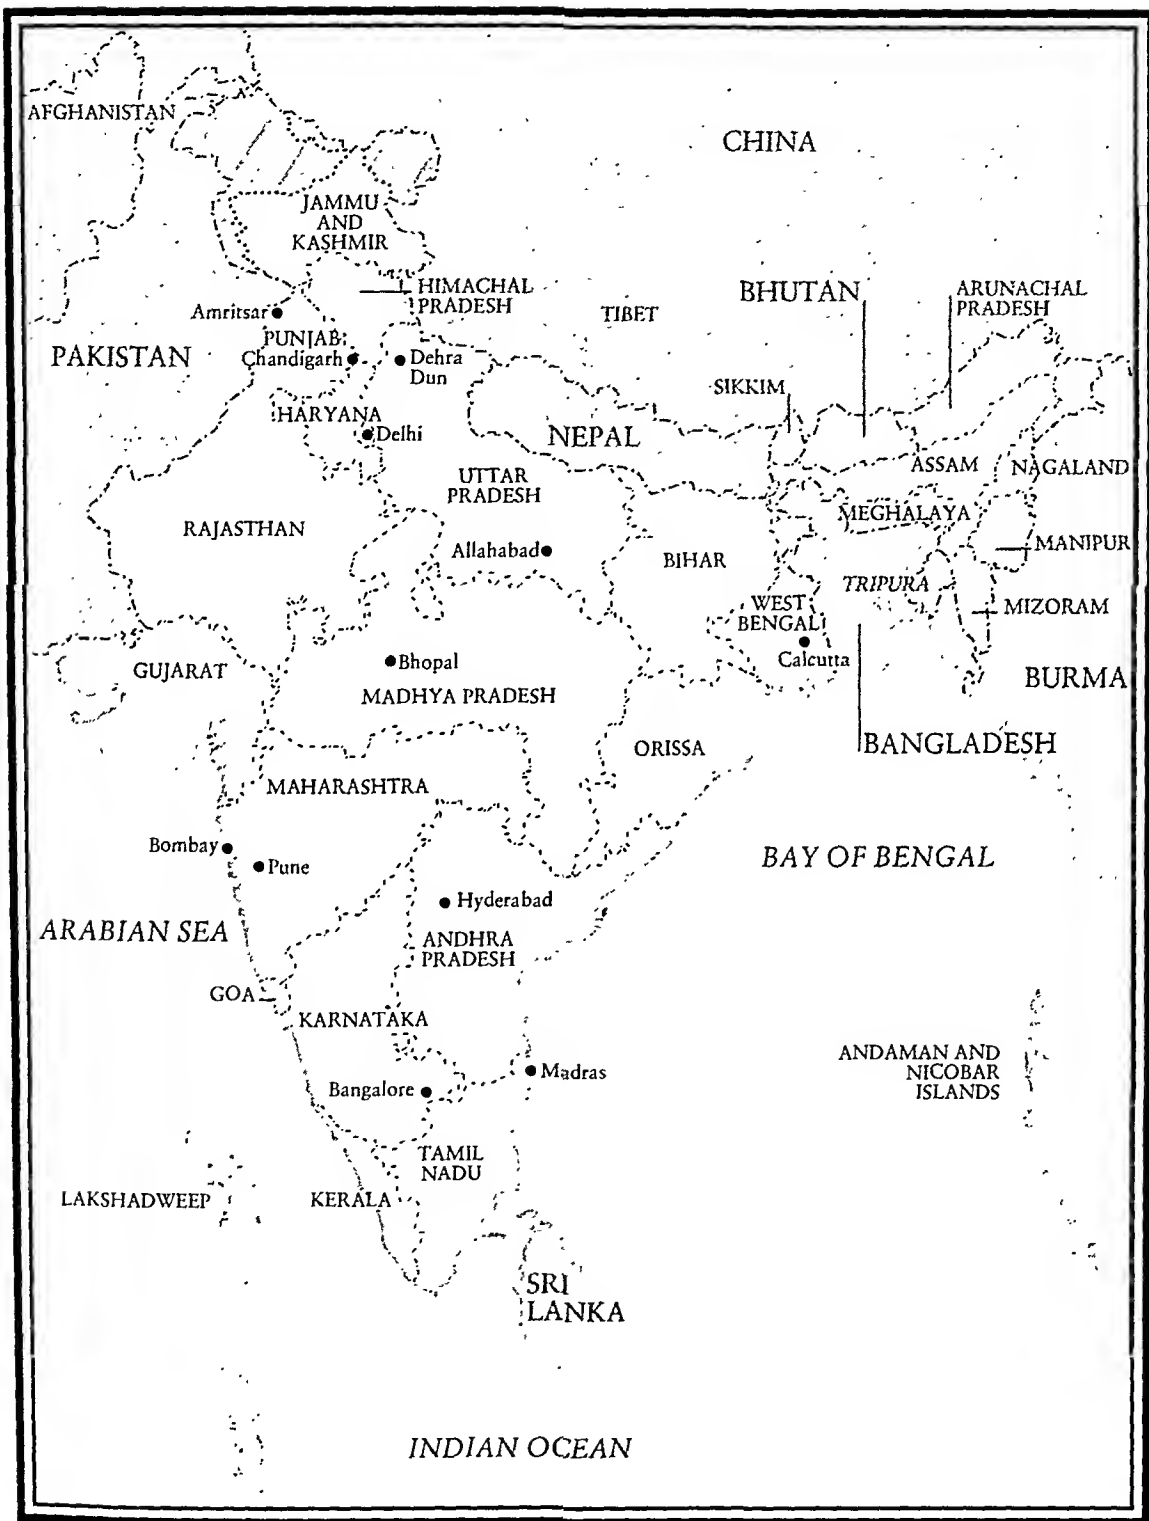 AFGHANISTAN
CHINA
JAMMU
AND
KASHMIR
HIMACHAL
PRADESH
BHUTAN
ARUNACHAL
PRADESH
Amritsar
TIBET
PUNJAB
PAKISTAN
Chandigarh
Dehra
Dun
SIKKIM
HARYANA
Delhi
NEPAL
ASSAM
NAGALAND
UTTAR
PRADESH
MEGHALAYA
RAJASTHAN
Allahabad
BIHAR
MANIPUR
TRIPURA
WEST
BENGAL
MIZORAM
Calcutta
GUJARAT
Bhopal
MADHYA PRADESH
BURMA
ORISSA
BANGLADESH
MAHARASHTRA
Bombay
Pune
BAY OF BENGAL
Hyderabad
ARABIAN SEA
ANDHRA
PRADESH
GOA
KARNATAKA
ANDAMAN AND
NICOBAR
ISLANDS
Madras
Bangalore
TAMIL
NADU
LAKSHADWEEP
KERALA
SRI
LANKA
INDIAN OCEAN